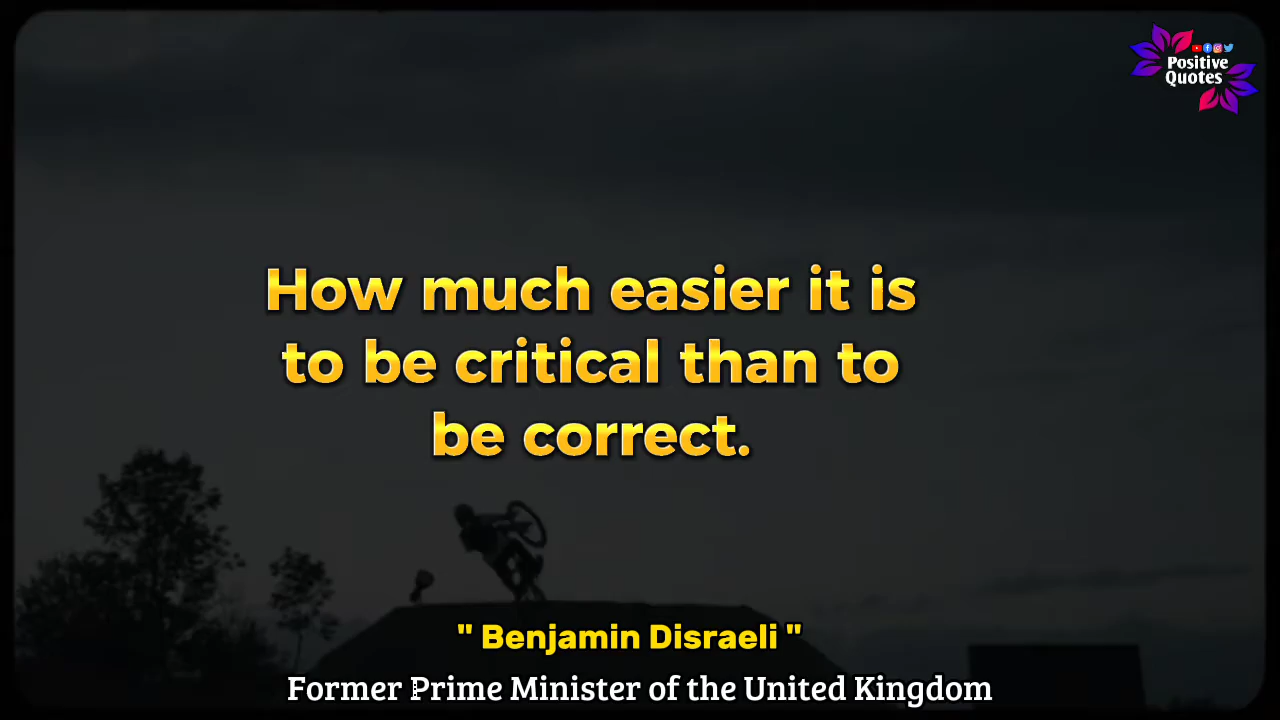 Positive
Quotes
How much easier it is
to be critical than to
be correct.
" Benjamin Disraeli "
Former Prime Minister of the United Kingdom